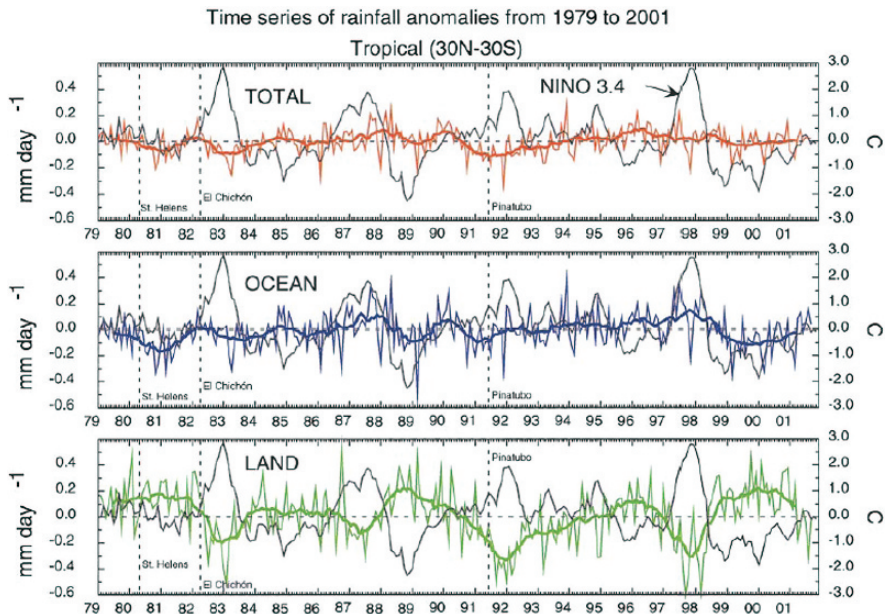 Time series of rainfall anomalies from 1979 to 2001
Tropical (30N-30S)
mm day -1
0.4
0.2
0.0
-0.2
-0.4
-0.6
TOTAL
NINO 3.4
St. Helens
El Chichón
Pinatubo
3.0
2.0
1.0
0.0
-1.0
-2.0
-3.0
C
79 80 81 82 83 84 85 86 87 88 89 90 91 92 93 94 95 96 97 98 99 00 01
mm day -1
0.4
0.2
0.0
-0.2
-0.4
-0.6
OCEAN
St. Helens
El Chichón
Pinatubo
3.0
2.0
1.0
0.0
-1.0
-2.0
-3.0
C
79 80 81 82 83 84 85 86 87 88 89 90 91 92 93 94 95 96 97 98 99 00 01
mm day -1
0.4
0.2
0.0
-0.2
-0.4
-0.6
LAND
Pinatubo
St. Helens
El Chichón
3.0
2.0
1.0
0.0
-1.0
-2.0
-3.0
C
79 80 81 82 83 84 85 86 87 88 89 90 91 92 93 94 95 96 97 98 99 00 01